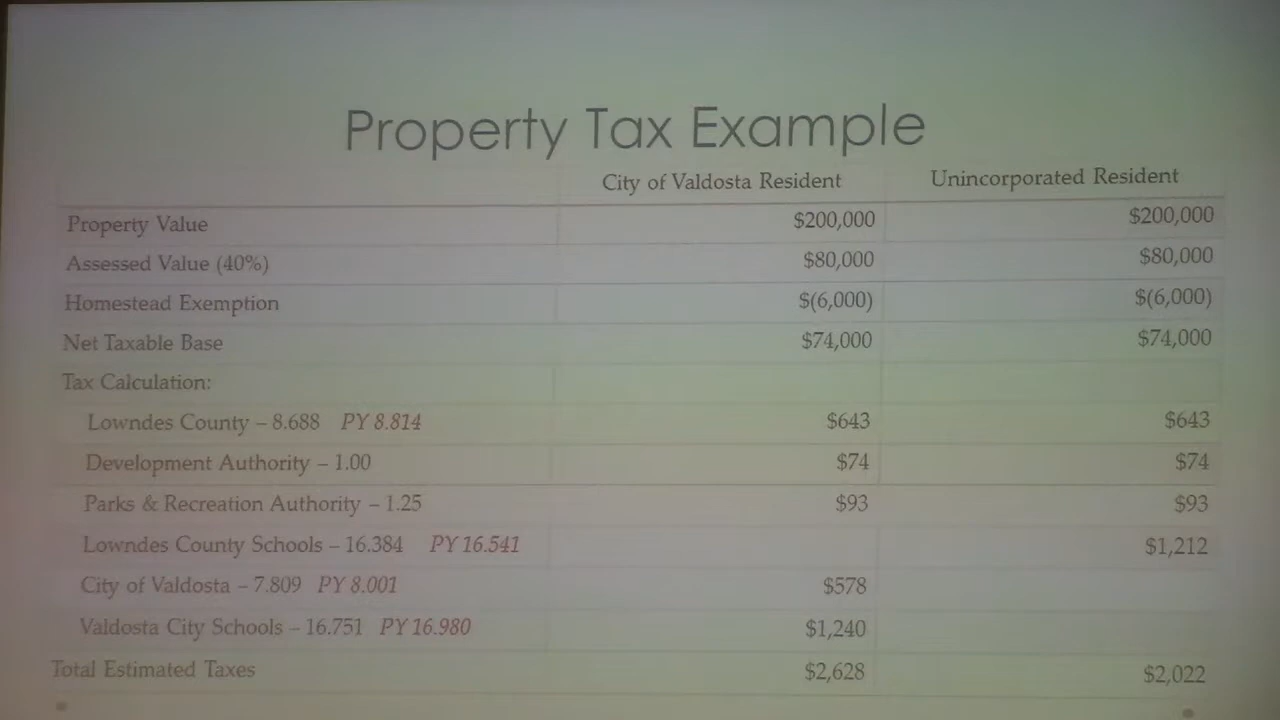 Property Tax Example
City of Valdosta Resident Unincorporated Resident
Property Value $200,000 $200,000
Assessed Value (40%) $80,000 $80,000
Homestead Exemption $(6,000) $(6,000)
Net Taxable Base $74,000 $74,000
Tax Calculation:
Lowndes County – 8.688 PY 8.814 $643 $643
Development Authority – 1.00 $74 $74
Parks & Recreation Authority – 1.25 $93 $93
Lowndes County Schools – 16.384 PY 16.541 $1,212
City of Valdosta – 7.809 PY 8.001 $578
Valdosta City Schools – 16.751 PY 16.980 $1,240
Total Estimated Taxes $2,628 $2,022